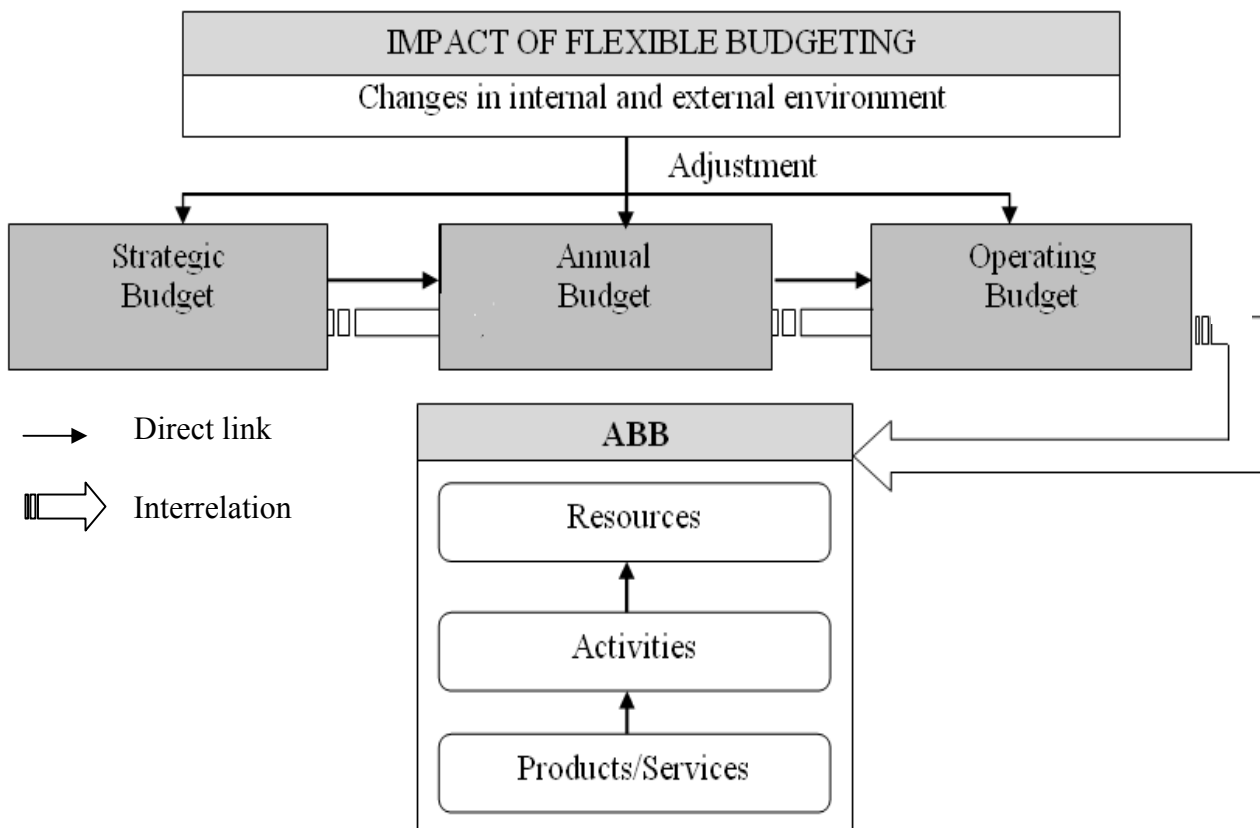 IMPACT OF FLEXIBLE BUDGETING
Changes in internal and external environment
Adjustment
Strategic
Budget
Annual
Budget
Operating
Budget
Direct link
Interrelation
ABB
Resources
Activities
Products/Services